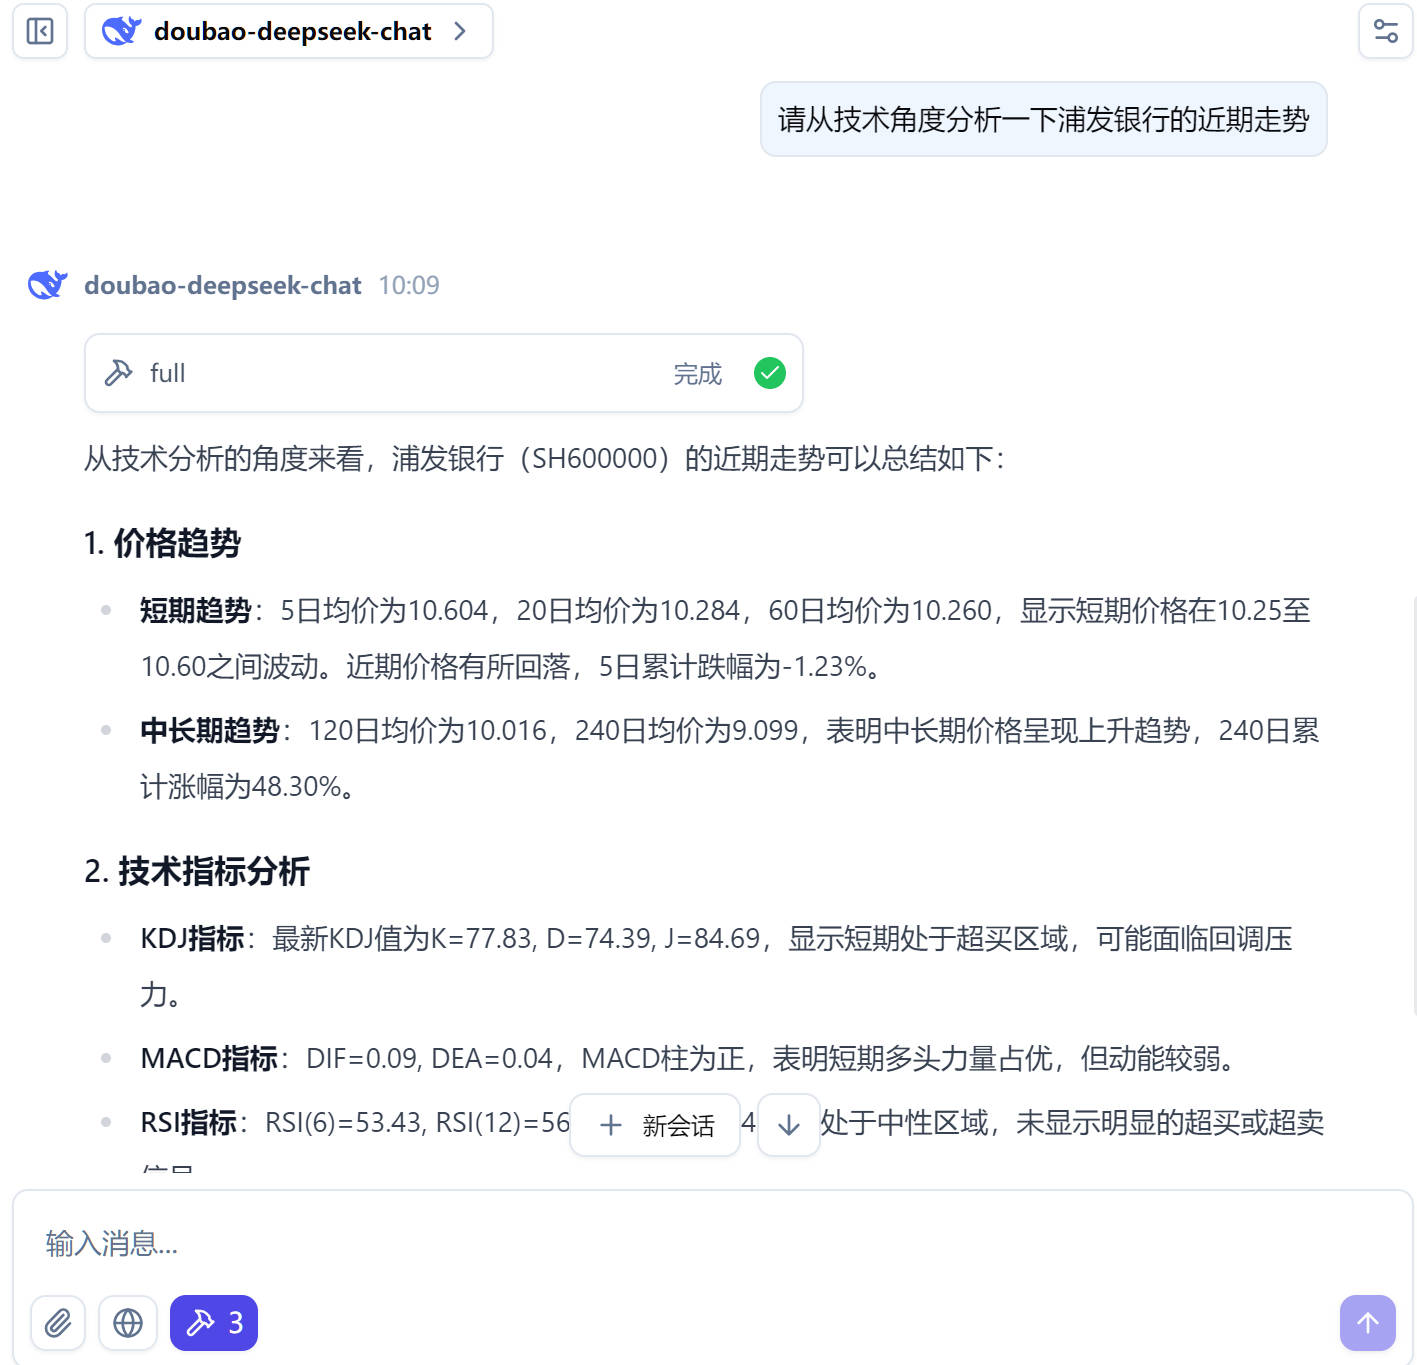 doubao-deepseek-chat
请从技术角度分析一下浦发银行的近期走势
doubao-deepseek-chat 10:09
full 完成
从技术分析的角度来看，浦发银行（SH600000）的近期走势可以总结如下：
1. 价格趋势
短期趋势：5日均价为10.604，20日均价为10.284，60日均价为10.260，显示短期价格在10.25至
10.60之间波动。近期价格有所回落，5日累计跌幅为-1.23%。
中长期趋势：120日均价为10.016，240日均价为9.099，表明中长期价格呈现上升趋势，240日累
计涨幅为48.30%。
2. 技术指标分析
KDJ指标：最新KDJ值为K=77.83, D=74.39, J=84.69，显示短期处于超买区域，可能面临回调压
力。
MACD指标：DIF=0.09, DEA=0.04，MACD柱为正，表明短期多头力量占优，但动能较弱。
RSI指标：RSI(6)=53.43, RSI(12)=56 4 处于中性区域，未显示明显的超买或超卖
新会话
输入消息...
3